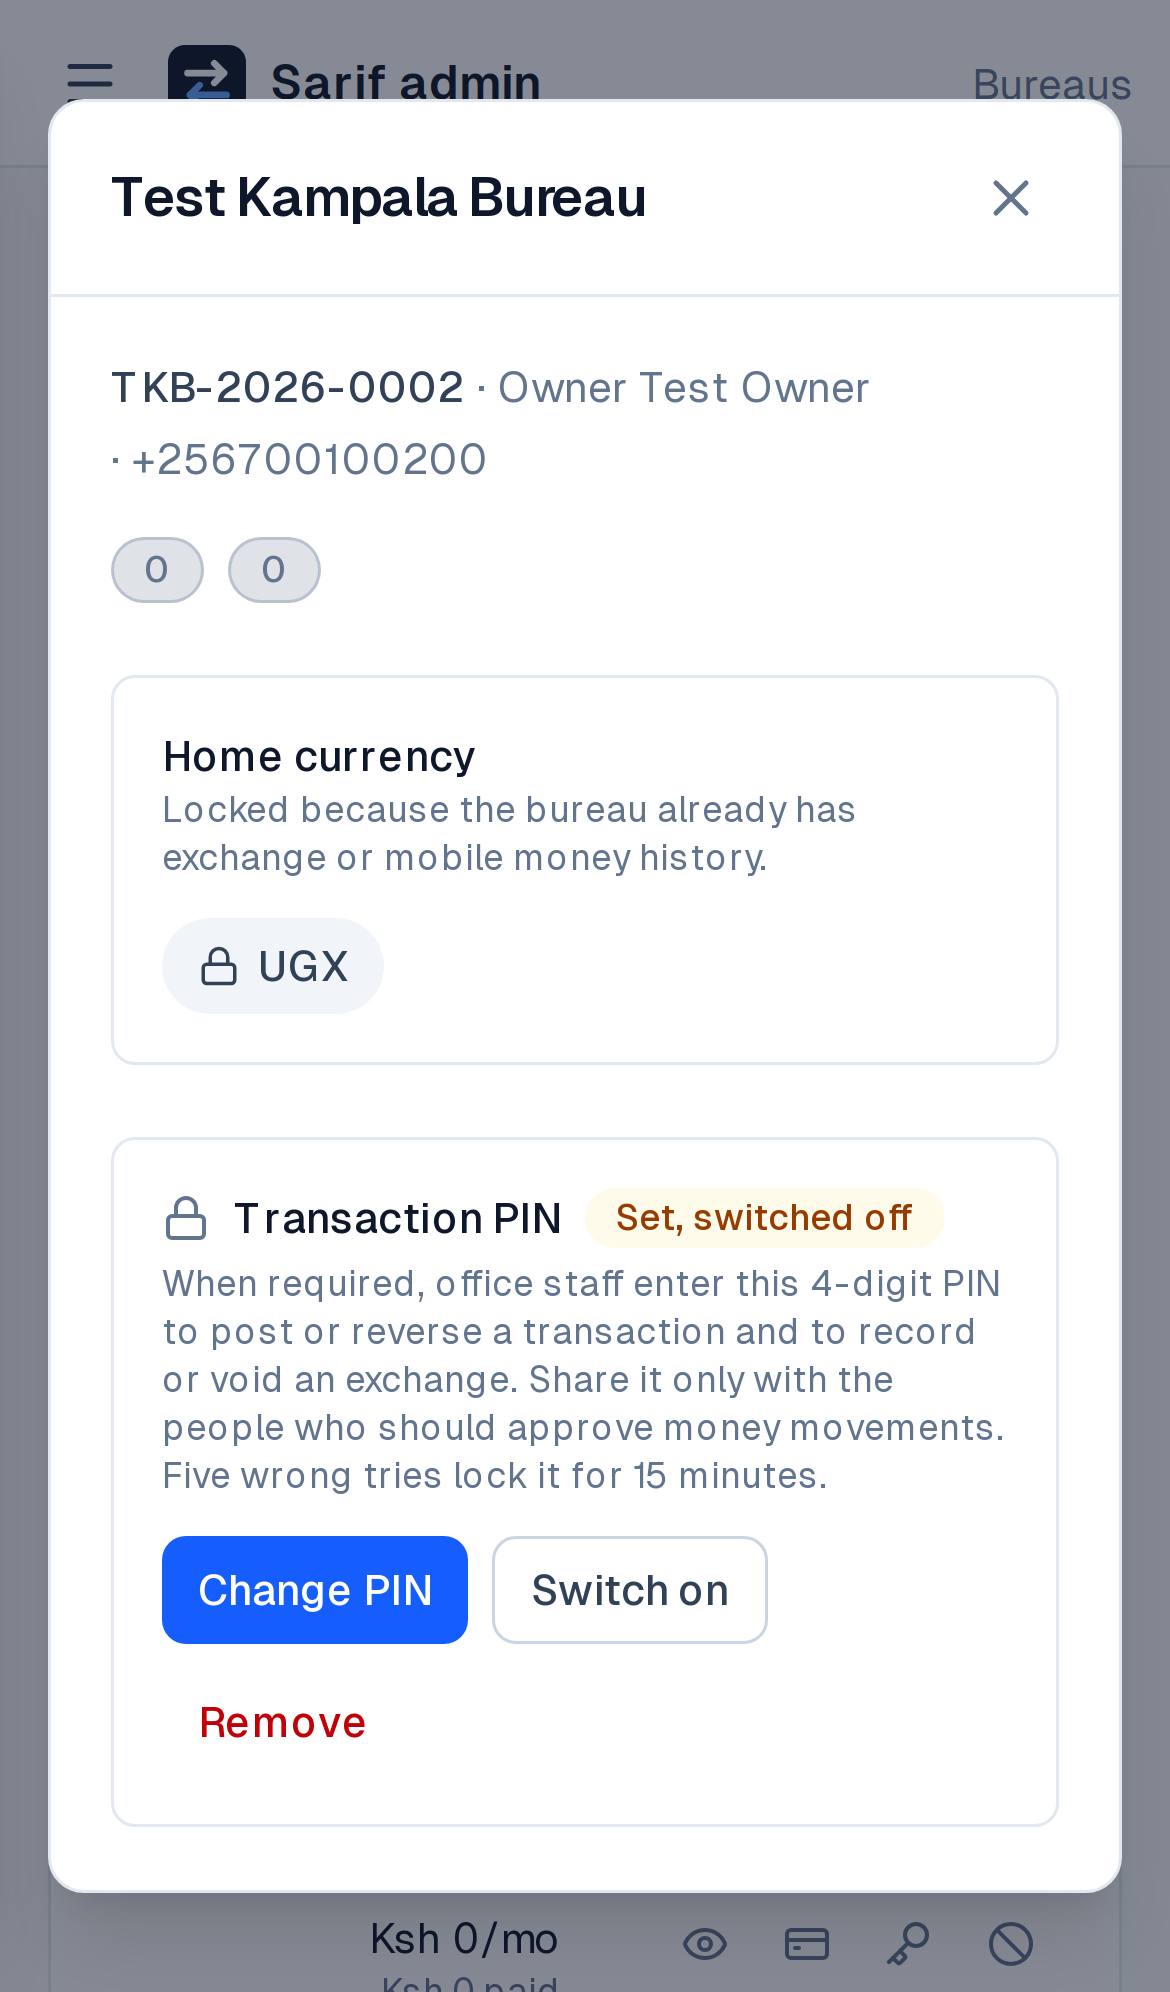 Sarif admin
Bureaus
Test Kampala Bureau
TKB-2026-0002 · Owner Test Owner
· +256700100200
0 0
Home currency
Locked because the bureau already has
exchange or mobile money history.
UGX
Transaction PIN Set, switched off
When required, office staff enter this 4-digit PIN
to post or reverse a transaction and to record
or void an exchange. Share it only with the
people who should approve money movements.
Five wrong tries lock it for 15 minutes.
Change PIN Switch on
Remove
Ksh 0/mo
Ksh 0 paid